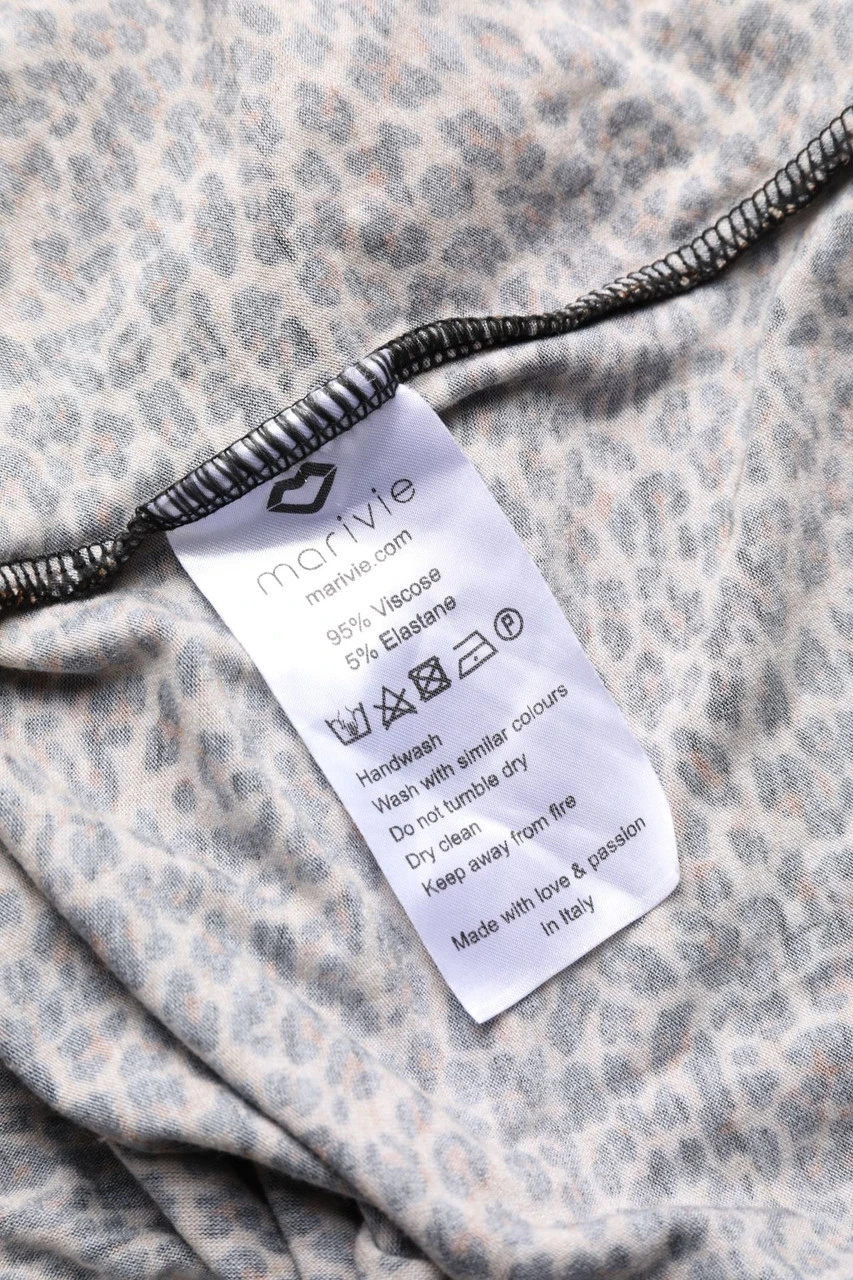 marivie
marivie.com
95% Viscose
5% Elastane
P
Handwash
Wash with similar colours
Do not tumble dry
Dry clean
Keep away from fire
Made with love & passion
in Italy